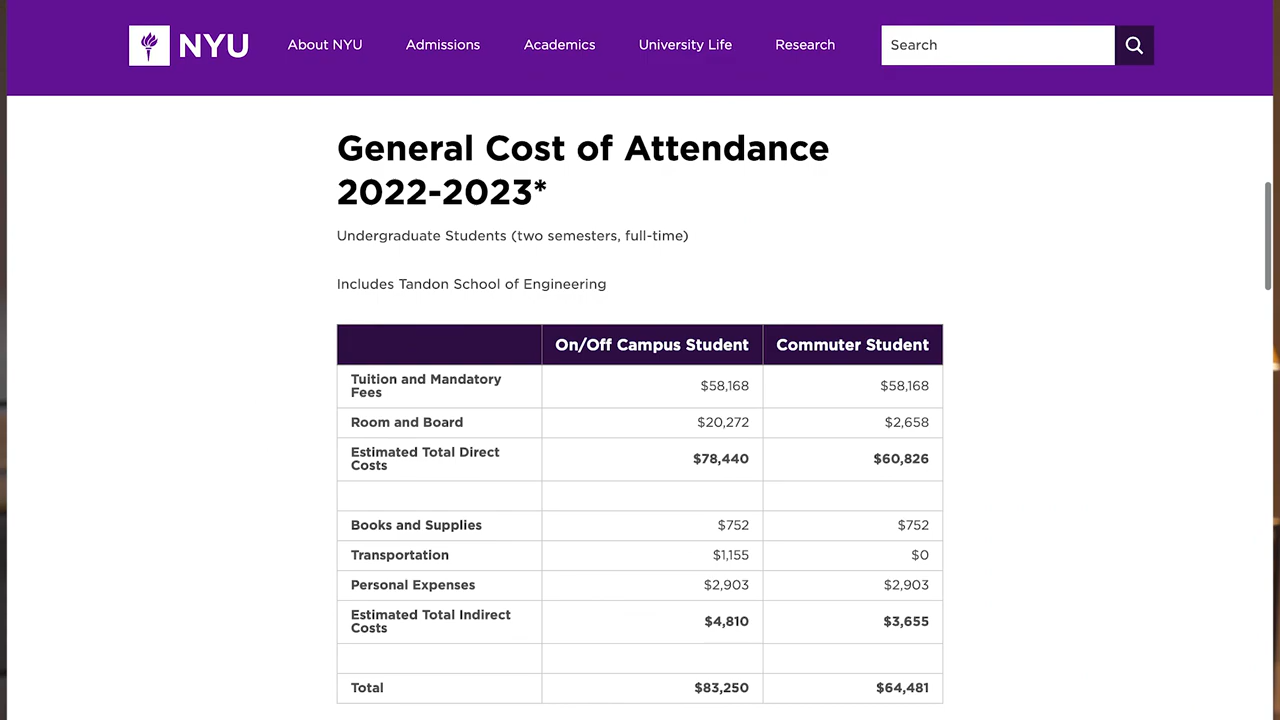 NYU
About NYU Admissions Academics University Life Research Search
General Cost of Attendance
2022-2023*
Undergraduate Students (two semesters, full-time)
Includes Tandon School of Engineering
On/Off Campus Student Commuter Student
Tuition and Mandatory
Fees $58,168 $58,168
Room and Board $20,272 $2,658
Estimated Total Direct
Costs $78,440 $60,826
Books and Supplies $752 $752
Transportation $1,155 $0
Personal Expenses $2,903 $2,903
Estimated Total Indirect
Costs $4,810 $3,655
Total $83,250 $64,481